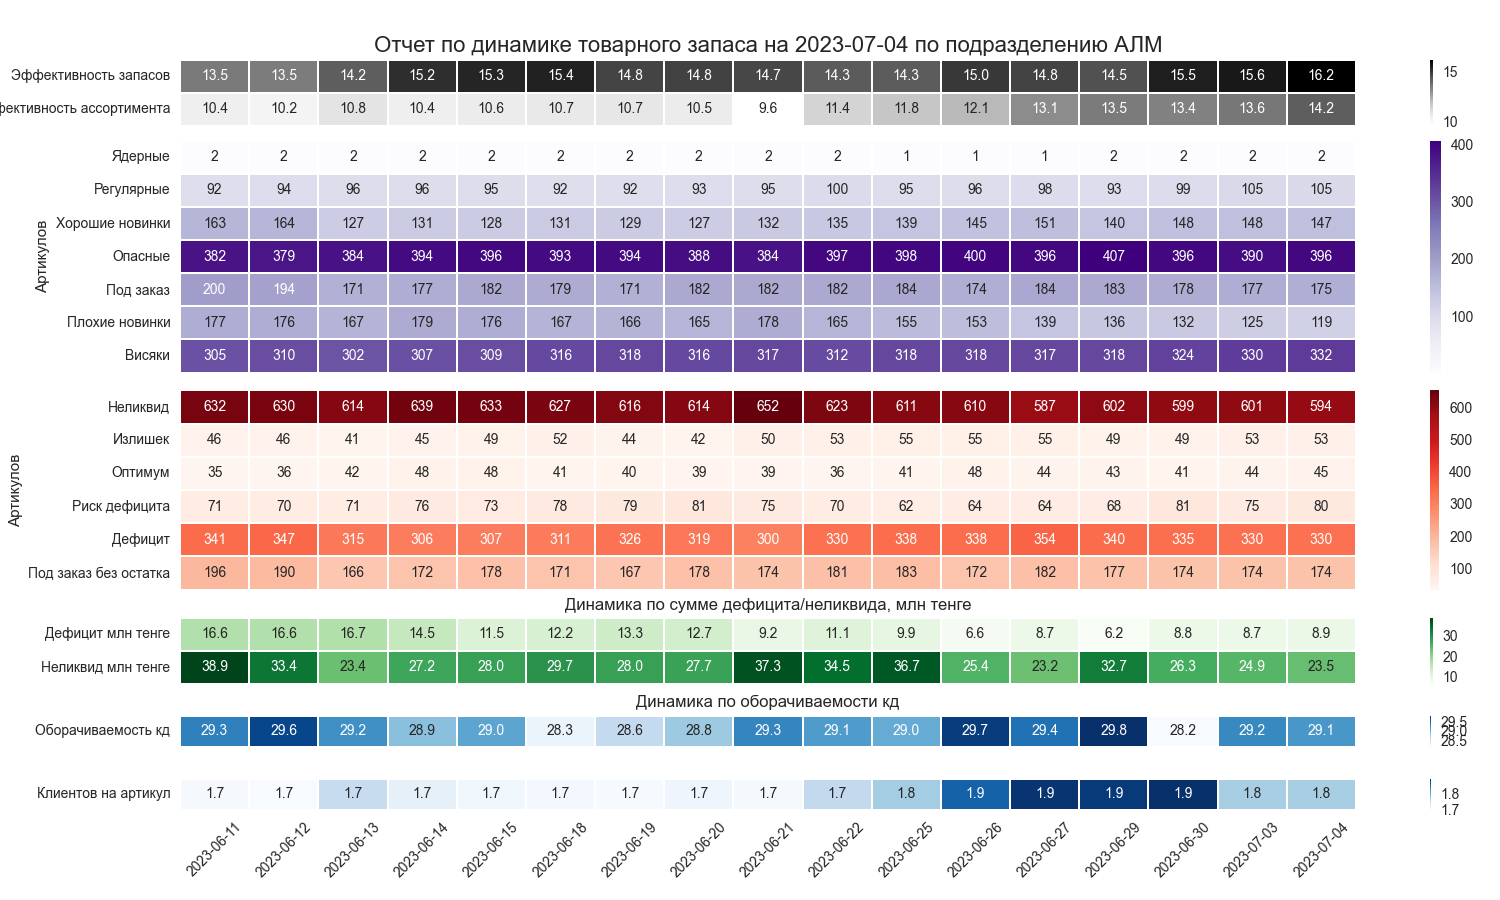 Отчет по динамике товарного запаса на 2023-07-04 по подразделению АЛМ
Эффективность запасов 13.5 13.5 14.2 15.2 15.3 15.4 14.8 14.8 14.7 14.3 14.3 15.0 14.8 14.5 15.5 15.6 16.2
фективность ассортимента 10.4 10.2 10.8 10.4 10.6 10.7 10.7 10.5 9.6 11.4 11.8 12.1 13.1 13.5 13.4 13.6 14.2
15
10
Артикулов
Ядерные 2 2 2 2 2 2 2 2 2 2 1 1 1 2 2 2 2
Регулярные 92 94 96 96 95 92 92 93 95 100 95 96 98 93 99 105 105
Хорошие новинки 163 164 127 131 128 131 129 127 132 135 139 145 151 140 148 148 147
Опасные 382 379 384 394 396 393 394 388 384 397 398 400 396 407 396 390 396
Под заказ 200 194 171 177 182 179 171 182 182 182 184 174 184 183 178 177 175
Плохие новинки 177 176 167 179 176 167 166 165 178 165 155 153 139 136 132 125 119
Висяки 305 310 302 307 309 316 318 316 317 312 318 318 317 318 324 330 332
400
300
200
100
Артикулов
Неликвид 632 630 614 639 633 627 616 614 652 623 611 610 587 602 599 601 594
Излишек 46 46 41 45 49 52 44 42 50 53 55 55 55 49 49 53 53
Оптимум 35 36 42 48 48 41 40 39 39 36 41 48 44 43 41 44 45
Риск дефицита 71 70 71 76 73 78 79 81 75 70 62 64 64 68 81 75 80
Дефицит 341 347 315 306 307 311 326 319 300 330 338 338 354 340 335 330 330
Под заказ без остатка 196 190 166 172 178 171 167 178 174 181 183 172 182 177 174 174 174
600
500
400
300
200
100
Динамика по сумме дефицита/неликвида, млн тенге
Дефицит млн тенге 16.6 16.6 16.7 14.5 11.5 12.2 13.3 12.7 9.2 11.1 9.9 6.6 8.7 6.2 8.8 8.7 8.9
Неликвид млн тенге 38.9 33.4 23.4 27.2 28.0 29.7 28.0 27.7 37.3 34.5 36.7 25.4 23.2 32.7 26.3 24.9 23.5
30
20
10
Динамика по оборачиваемости кд
Оборачиваемость кд 29.3 29.6 29.2 28.9 29.0 28.3 28.6 28.8 29.3 29.1 29.0 29.7 29.4 29.8 28.2 29.2 29.1
29.5
29.0
28.5
Клиентов на артикул 1.7 1.7 1.7 1.7 1.7 1.7 1.7 1.7 1.7 1.7 1.8 1.9 1.9 1.9 1.9 1.8 1.8
1.8
1.7
2023-06-11 2023-06-12 2023-06-13 2023-06-14 2023-06-15 2023-06-18 2023-06-19 2023-06-20 2023-06-21 2023-06-22 2023-06-25 2023-06-26 2023-06-27 2023-06-29 2023-06-30 2023-07-03 2023-07-04